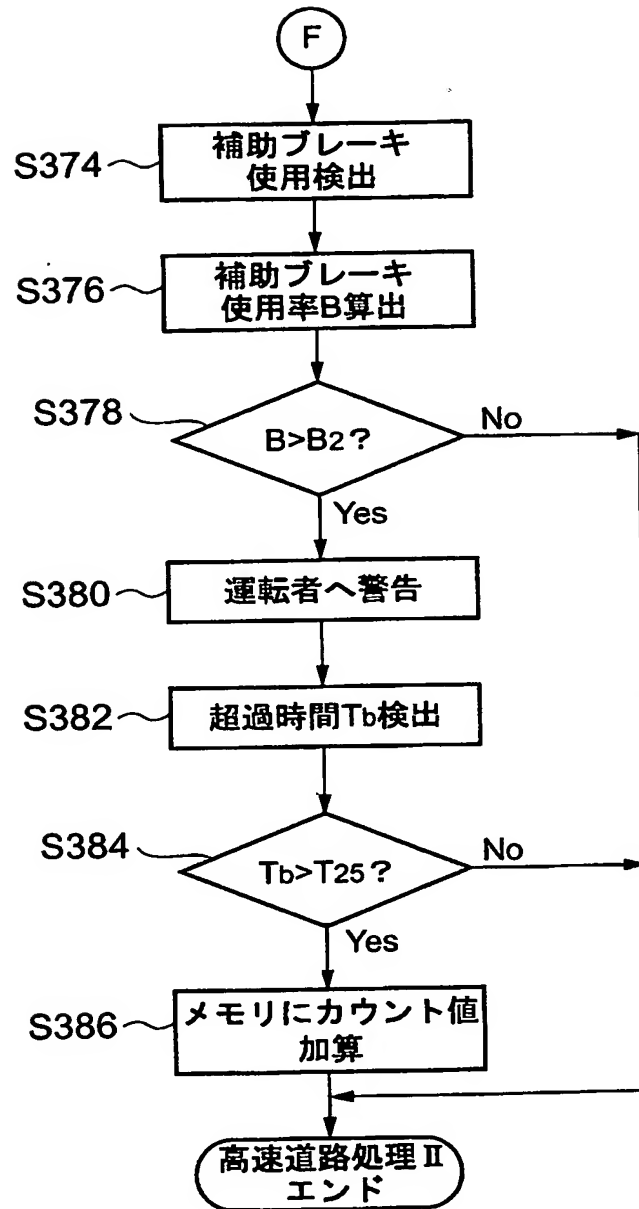 F
S374
補助ブレーキ
使用検出
S376
補助ブレーキ
使用率B算出
S378
B>B2?
No
Yes
S380
運転者へ警告
S382
超過時間Tb検出
S384
Tb>T25?
No
Yes
S386
メモリにカウント値
加算
高速道路処理Ⅱ
エンド